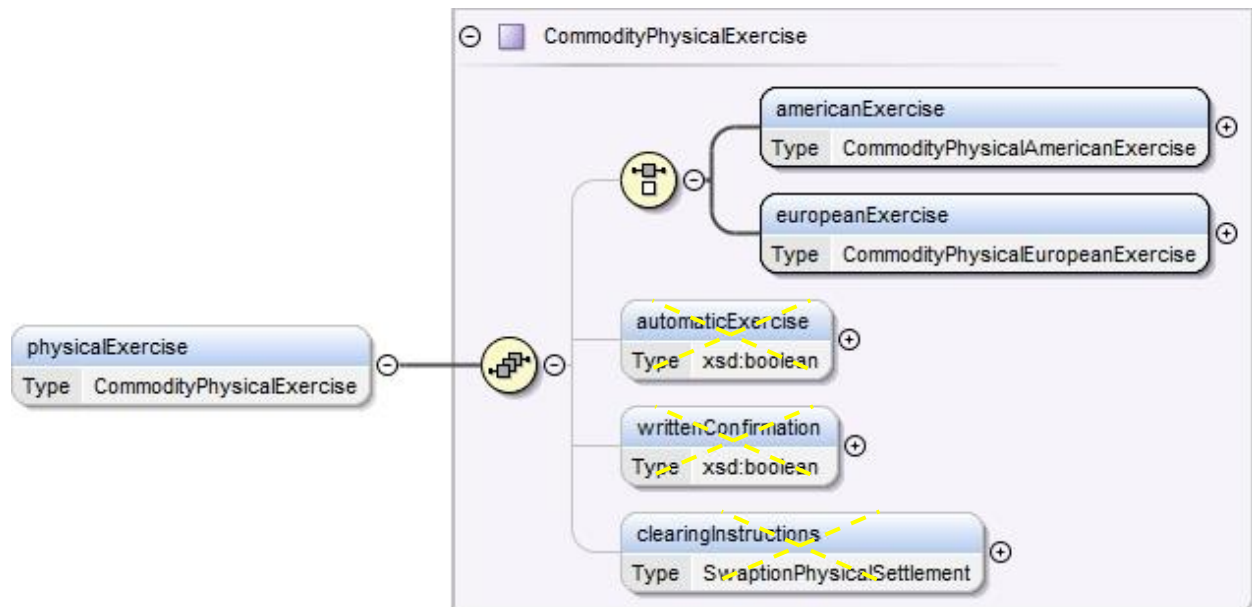 CommodityPhysicalExercise
americanExercise
Type CommodityPhysicalAmericanExercise
europeanExercise
Type CommodityPhysicalEuropeanExercise
automaticExercise
Type xsd:boolean
physicalExercise
Type CommodityPhysicalExercise
writtenConfirmation
Type xsd:boolean
clearingInstructions
Type SwaptionPhysicalSettlement